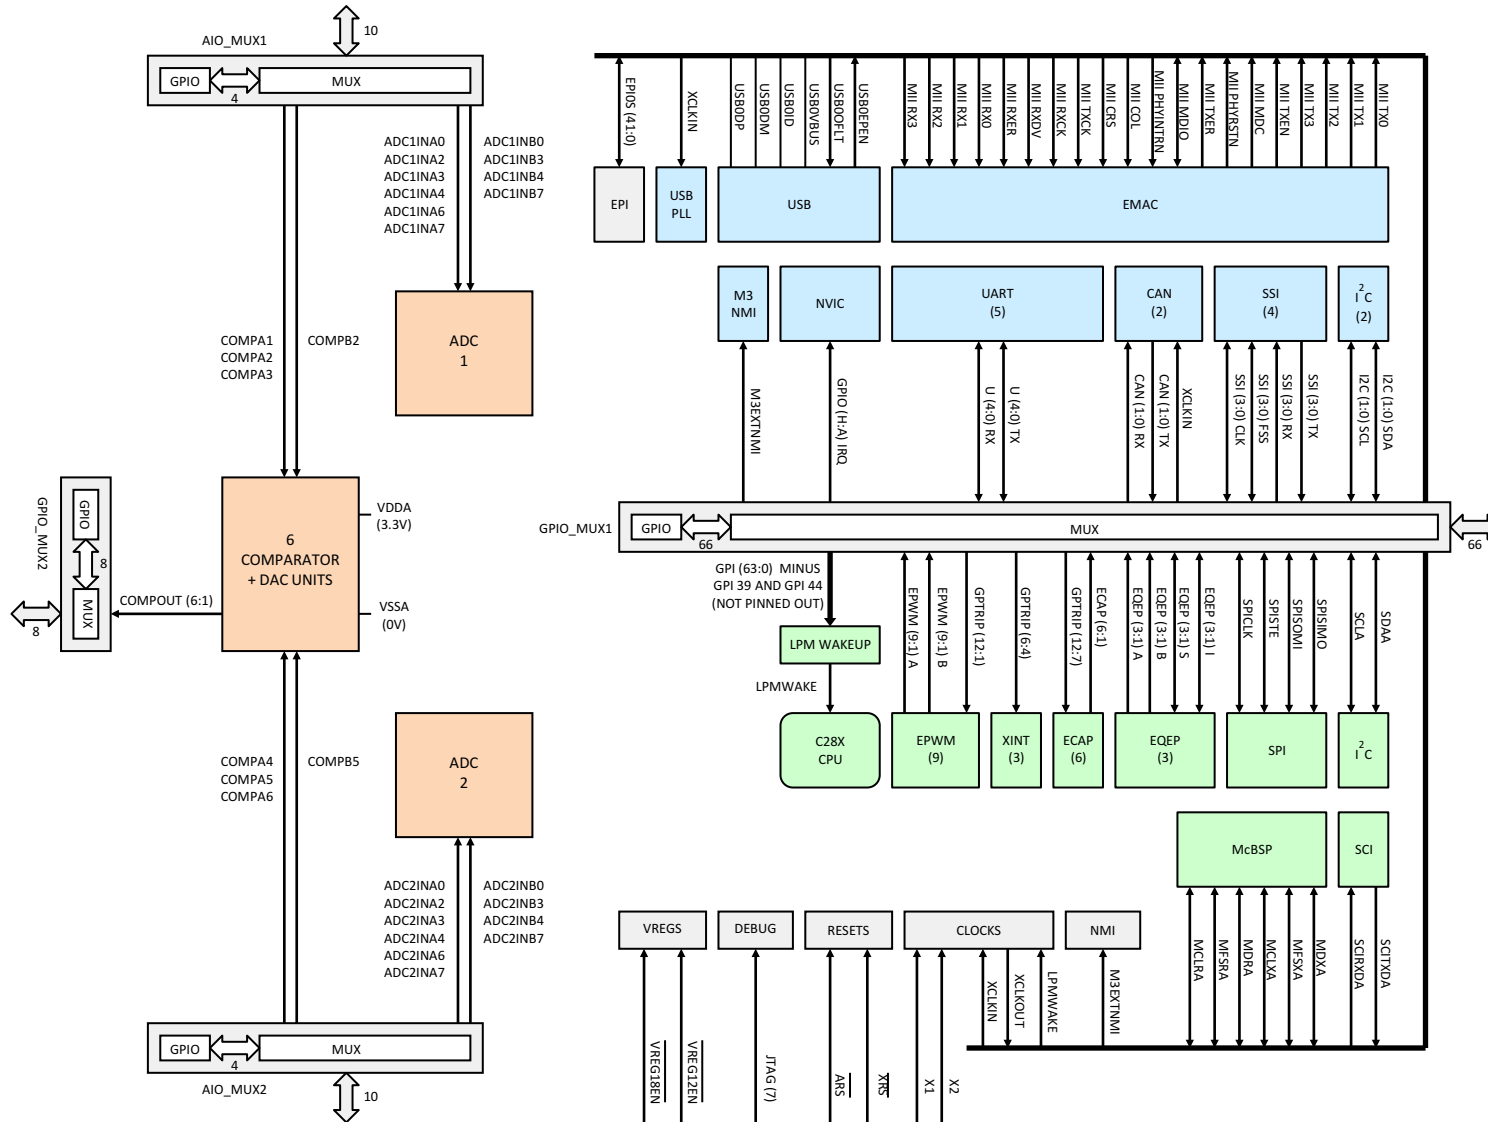 10
AIO_MUX1
GPIO
MUX
4
ADC1INA0
ADC1INA2
ADC1INA3
ADC1INA4
ADC1INA6
ADC1INA7
ADC1INB0
ADC1INB3
ADC1INB4
ADC1INB7
COMPA1
COMPA2
COMPA3
COMPB2
ADC
1
GPIO_MUX2
GPIO
8
MUX
8
COMPOUT (6:1)
6
COMPARATOR
+ DAC UNITS
VDDA
(3.3V)
VSSA
(0V)
COMPA4
COMPA5
COMPA6
COMPB5
ADC
2
ADC2INA0
ADC2INA2
ADC2INA3
ADC2INA4
ADC2INA6
ADC2INA7
ADC2INB0
ADC2INB3
ADC2INB4
ADC2INB7
GPIO
MUX
4
AIO_MUX2
10
EPI0S (41:0)
XCLKIN
USB0DP
USB0DM
USB0ID
USB0VBUS
USB0OFLT
USB0EPEN
MII RX3
MII RX2
MII RX1
MII RX0
MII RXER
MII RXDV
MII RXCK
MII TXCK
MII CRS
MII COL
MII PHYINTRN
MII MDIO
MII TXER
MII PHYRSTN
MII MDC
MII TXEN
MII TX3
MII TX2
MII TX1
MII TX0
EPI
USB
PLL
USB
EMAC
M3
NMI
NVIC
UART
(5)
CAN
(2)
SSI
(4)
I2C
(2)
M3EXTNMI
GPIO (H:A) IRQ
U (4:0) RX
U (4:0) TX
CAN (1:0) RX
CAN (1:0) TX
XCLKIN
SSI (3:0) CLK
SSI (3:0) FSS
SSI (3:0) RX
SSI (3:0) TX
I2C (1:0) SCL
I2C (1:0) SDA
GPIO_MUX1
GPIO
66
MUX
66
GPI (63:0) MINUS
GPI 39 AND GPI 44
(NOT PINNED OUT)
LPM WAKEUP
LPMWAKE
EPWM (9:1) A
EPWM (9:1) B
GPTRIP (12:1)
GPTRIP (6:4)
GPTRIP (12:7)
ECAP (6:1)
EQEP (3:1) A
EQEP (3:1) B
EQEP (3:1) S
EQEP (3:1) I
SPICLK
SPISTE
SPISOMI
SPISIMO
SCLA
SDAA
C28X
CPU
EPWM
(9)
XINT
(3)
ECAP
(6)
EQEP
(3)
SPI
I2C
McBSP
SCI
MCLRA
MFSRA
MDRA
MCLXA
MFSXA
MDXA
SCIRXDA
SCITXDA
VREGS
DEBUG
RESETS
CLOCKS
NMI
VREG18EN
VREG12EN
JTAG (7)
ARS
XRS
X1
X2
XCLKIN
XCLKOUT
LPMWAKE
M3EXTNMI